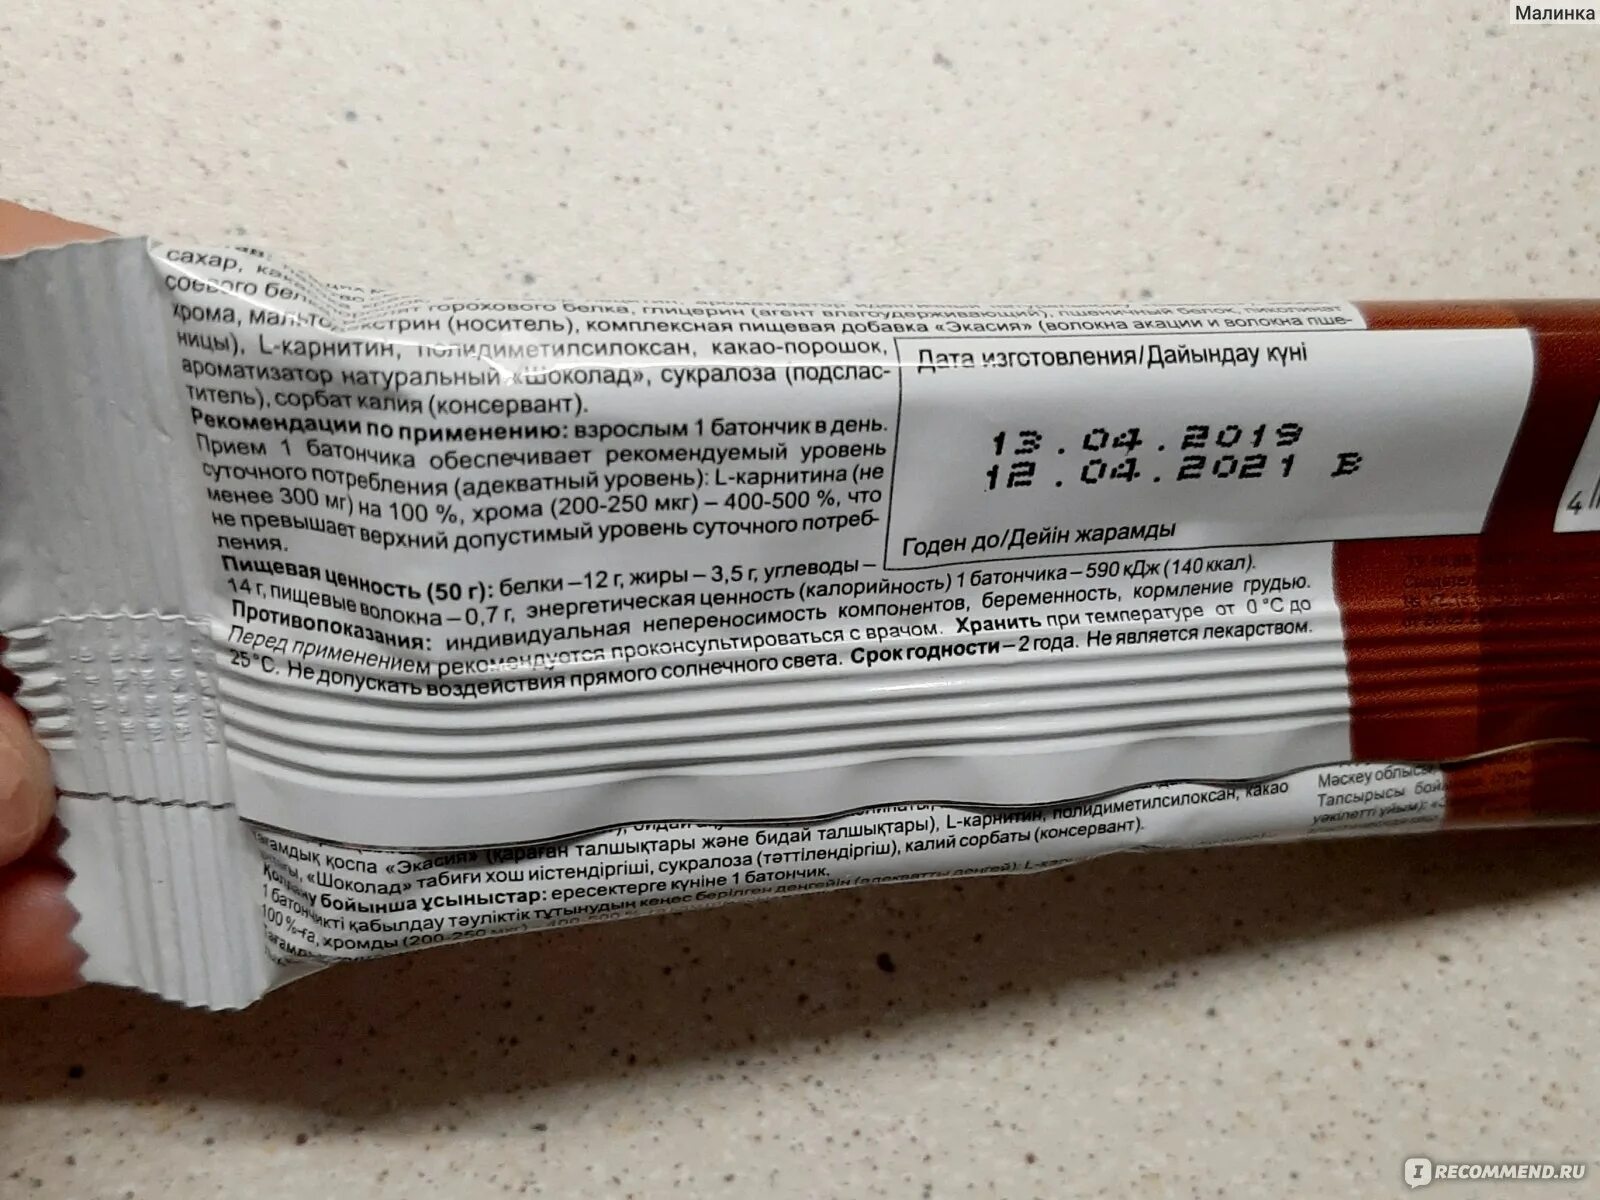 Малинка
сахар,
соевого
горохового белка, глицерин (агент влагоудерживающий), пшеничный белок, пиколинат
хрома, (носитель), комплексная пищевая добавка «Экасия» (волокна акации и волокна пше-
ницы), L-карнитин, полидиметилсилоксан, какао-порошок,
ароматизатор натуральный «Шоколад», сукралоза (подслас-
титель), сорбат калия (консервант).
Рекомендации по применению: взрослым 1 батончик в день.
Прием 1 батончика обеспечивает рекомендуемый уровень
суточного потребления (адекватный уровень): L-карнитина (не
менее 300 мг) на 100 %, хрома (200-250 мкг) – 400-500 %, что
не превышает верхний допустимый уровень суточного потреб-
ления.
Дата изготовления/Дайындау күні
13.04.2019
12.04.2021 В
Годен до/Дейін жарамды
Пищевая ценность (50 г): белки – 12 г, жиры – 3,5 г, углеводы –
14 г, пищевые волокна – 0,7 г, энергетическая ценность (калорийность) 1 батончика – 590 кДж (140 ккал).
Противопоказания: индивидуальная непереносимость компонентов, беременность, кормление грудью.
Перед применением рекомендуется проконсультироваться с врачом. Хранить при температуре от 0 °С до
25 °С. Не допускать воздействия прямого солнечного света. Срок годности – 2 года. Не является лекарством.
L-карнитин, полидиметилсилоксан, какао
қоспа «Экасия» (қараған талшықтары және бидай талшықтары),
«Шоколад» табиғи хош иістендіргіші, сукралоза (тәттілендіргіш), калий сорбаты (консервант).
бойынша ұсыныстар: ересектерге күніне 1 батончик.
1 батончикті қабылдау тәуліктік тұтынудың кеңес берілген деңгейін
100 %-ға, хромды (200-250
Мәскеу облысы,
Тапсырысы
уәкілетті ұйым):
4
IRECOMMEND.RU